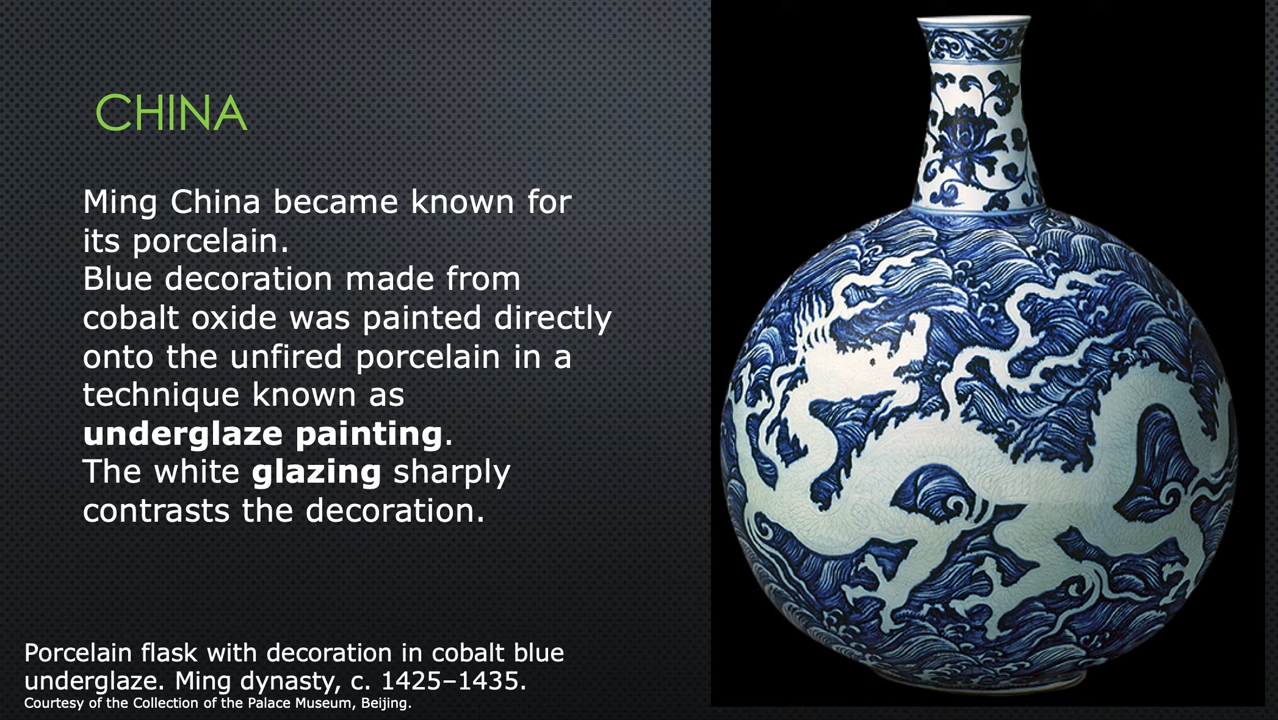 CHINA
Ming China became known for
its porcelain.
Blue decoration made from
cobalt oxide was painted directly
onto the unfired porcelain in a
technique known as
underglaze painting.
The white glazing sharply
contrasts the decoration.
Porcelain flask with decoration in cobalt blue
underglaze. Ming dynasty, c. 1425–1435.
Courtesy of the Collection of the Palace Museum, Beijing.